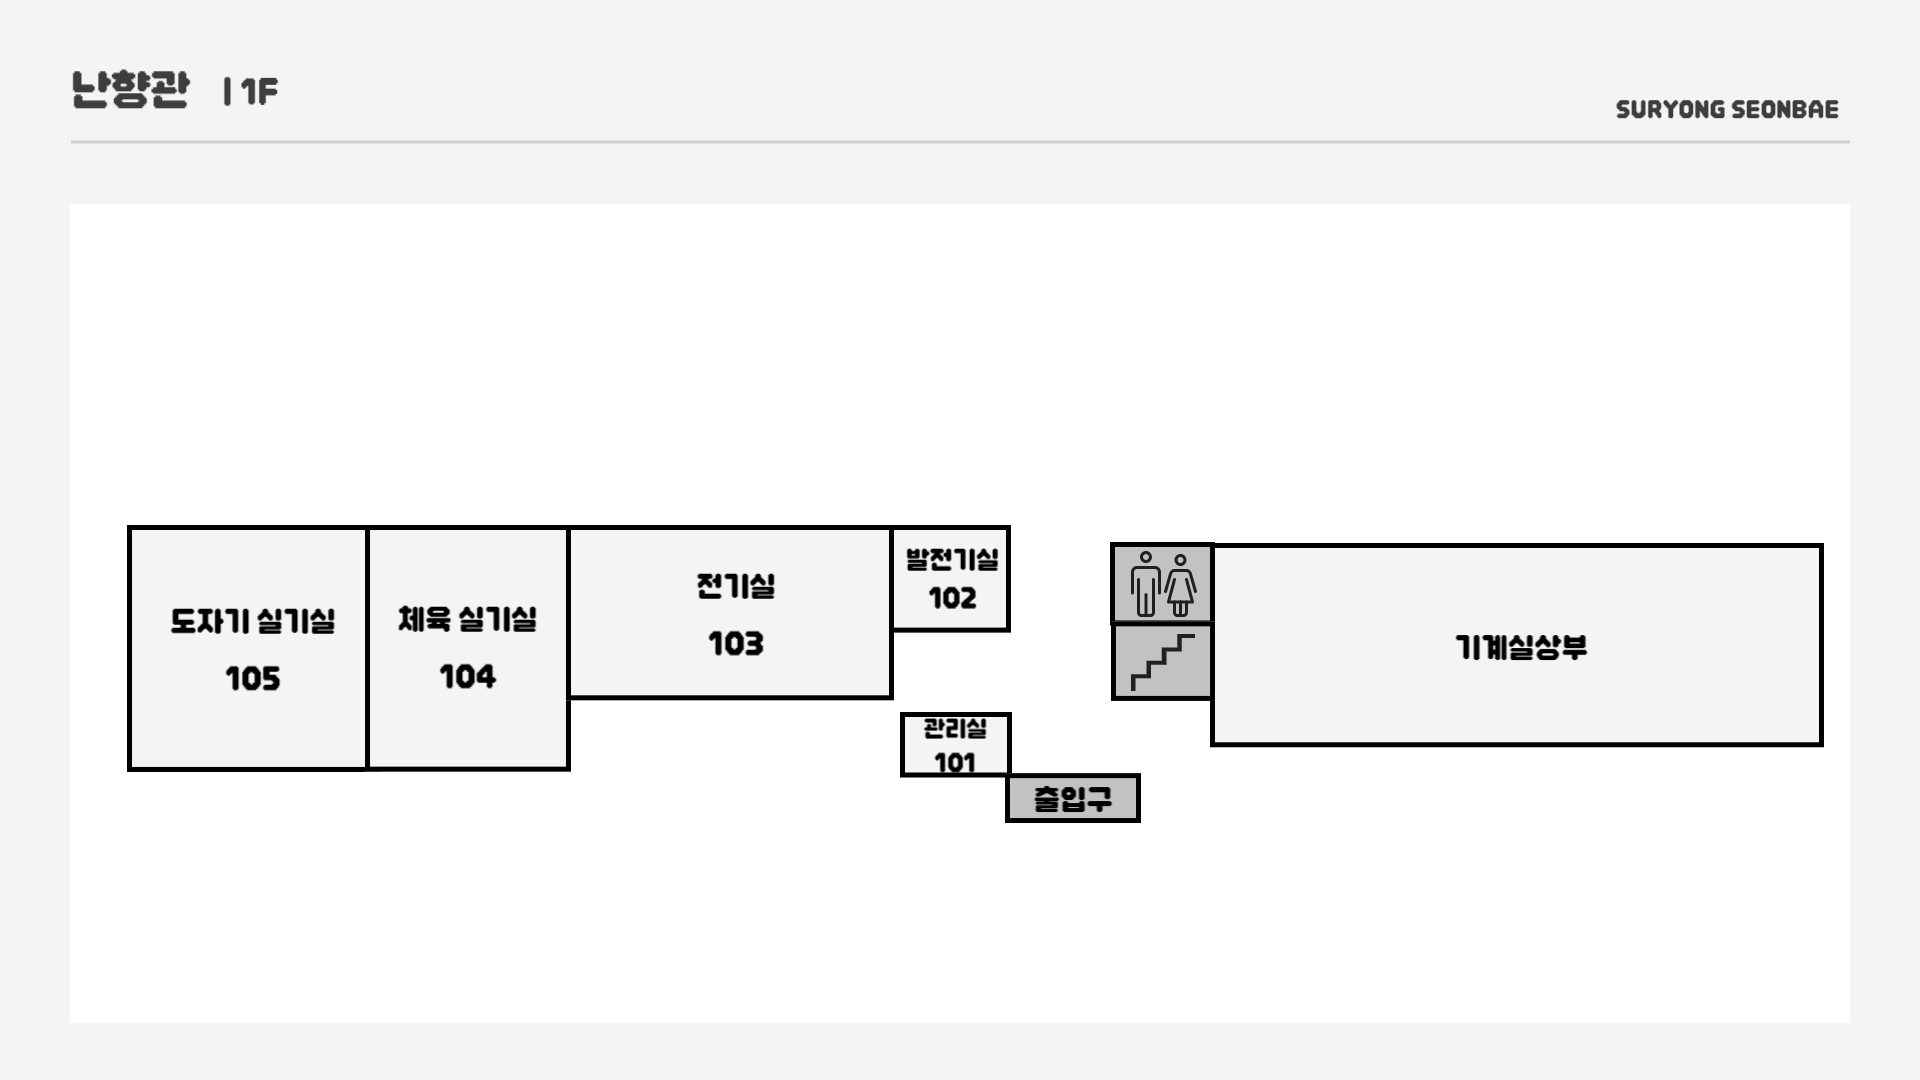 난향관 | 1F
SURYONG SEONBAE
도자기 실기실
105
체육 실기실
104
전기실
103
발전기실
102
관리실
101
출입구
기계실상부